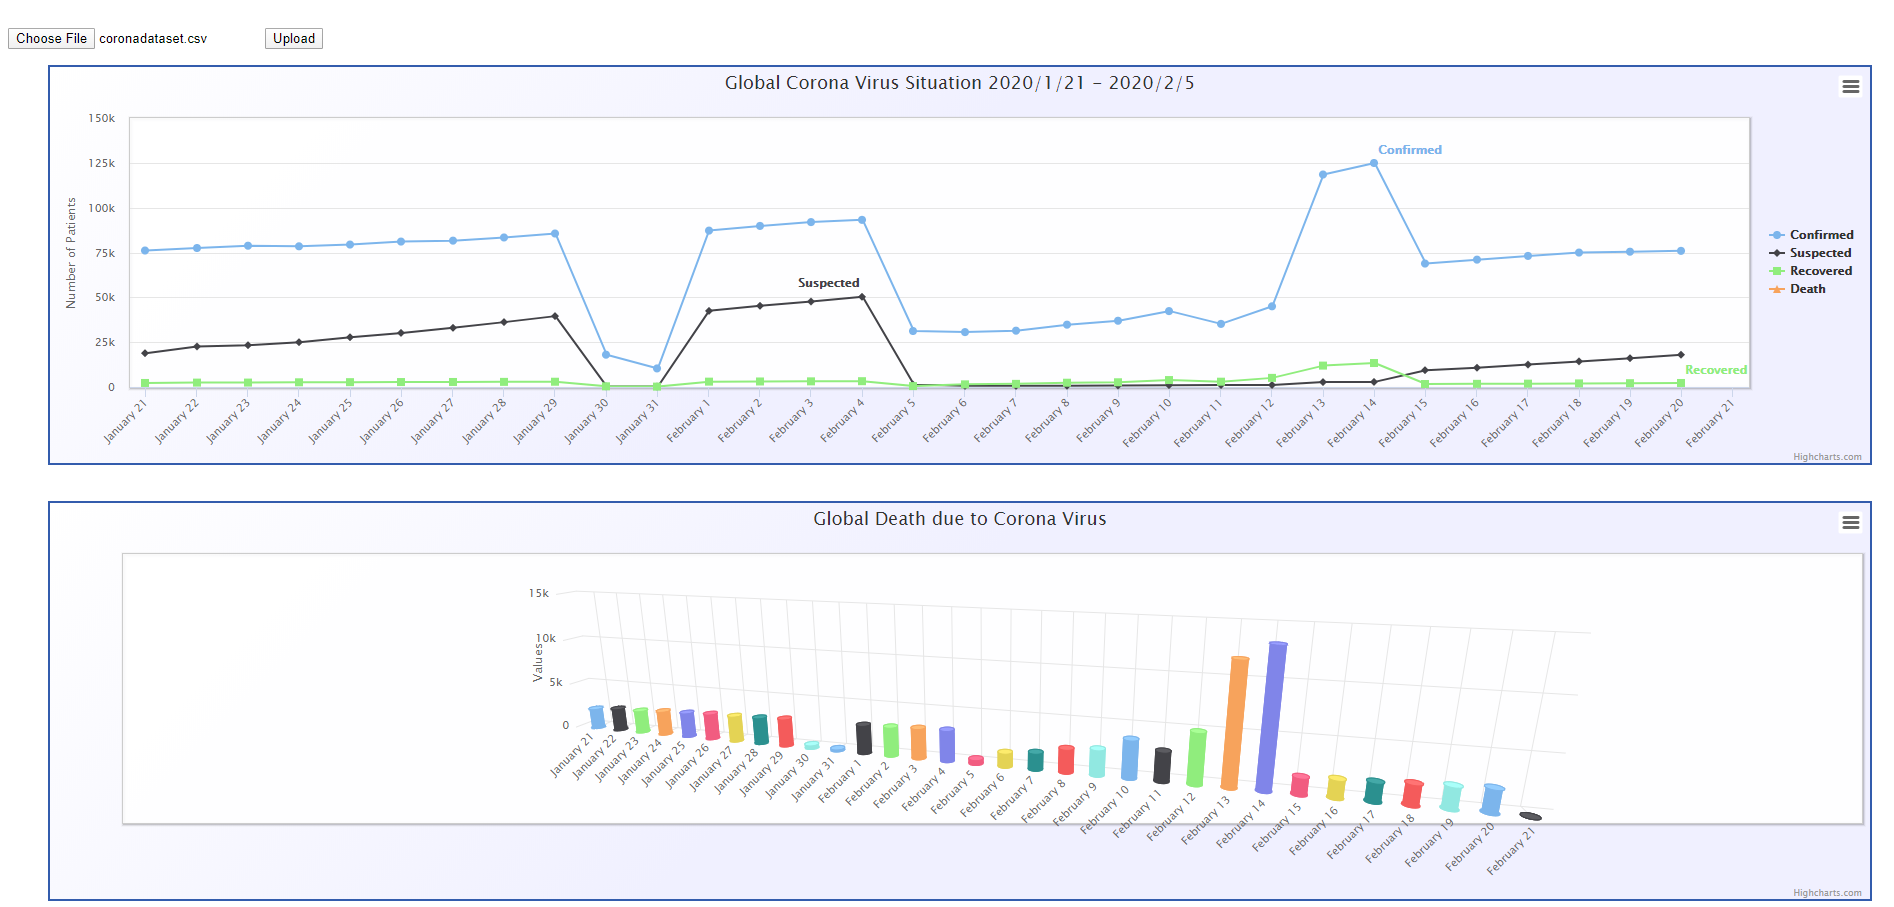 Choose File coronadataset.csv Upload
Global Corona Virus Situation 2020/1/21 - 2020/2/5
Number of Patients
150k
125k
100k
75k
50k
25k
0
Confirmed
Suspected
Recovered
Confirmed
Suspected
Recovered
Death
January 21
January 22
January 23
January 24
January 25
January 26
January 27
January 28
January 29
January 30
January 31
February 1
February 2
February 3
February 4
February 5
February 6
February 7
February 8
February 9
February 10
February 11
February 12
February 13
February 14
February 15
February 16
February 17
February 18
February 19
February 20
February 21
Highcharts.com
Global Death due to Corona Virus
Values
15k
10k
5k
0
January 21
January 22
January 23
January 24
January 25
January 26
January 27
January 28
January 29
January 30
January 31
February 1
February 2
February 3
February 4
February 5
February 6
February 7
February 8
February 9
February 10
February 11
February 12
February 13
February 14
February 15
February 16
February 17
February 18
February 19
February 20
February 21
Highcharts.com